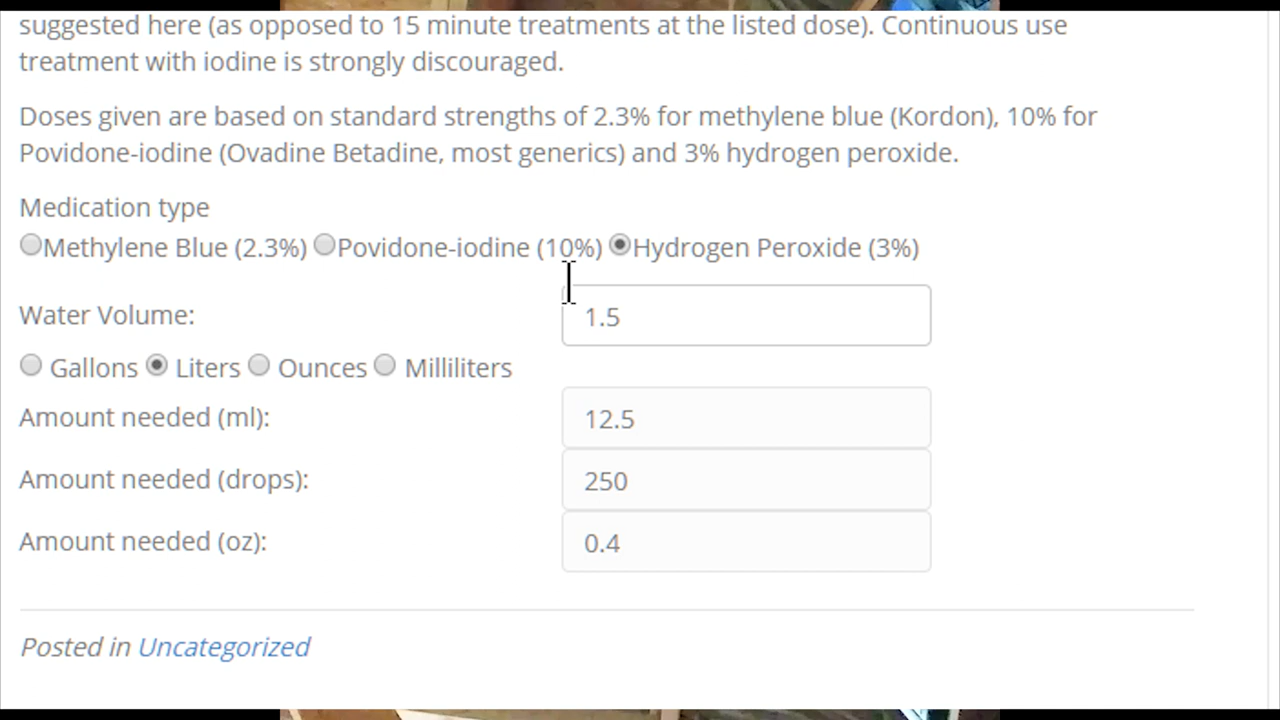 suggested here (as opposed to 15 minute treatments at the listed dose). Continuous use
treatment with iodine is strongly discouraged.
Doses given are based on standard strengths of 2.3% for methylene blue (Kordon), 10% for
Povidone-iodine (Ovadine Betadine, most generics) and 3% hydrogen peroxide.
Medication type
Methylene Blue (2.3%) Povidone-iodine (10%) Hydrogen Peroxide (3%)
Water Volume: 1.5
Gallons Liters Ounces Milliliters
Amount needed (ml): 12.5
Amount needed (drops): 250
Amount needed (oz): 0.4
Posted in Uncategorized